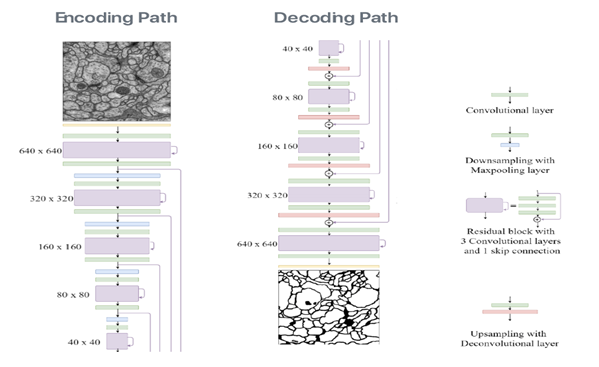 Encoding Path
640 x 640
320 x 320
160 x 160
80 x 80
40 x 40
Decoding Path
40 x 40
80 x 80
160 x 160
320 x 320
640 x 640
Convolutional layer
Downsampling with
Maxpooling layer
=
Residual block with
3 Convolutional layers
and 1 skip connection
Upsampling with
Deconvolutional layer